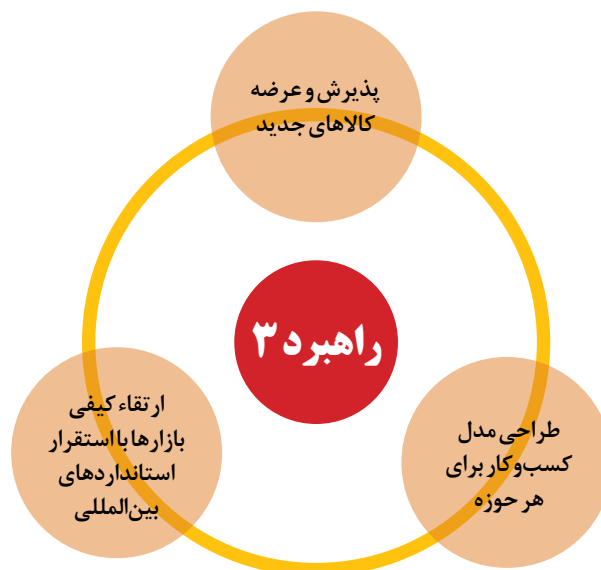 پذیرش و عرضه
کالاهای جدید
راهبرد ۳
طراحی مدل
کسب‌وکار برای
هر حوزه
ارتقاء کیفی
بازارها با استقرار
استانداردهای
بین‌المللی